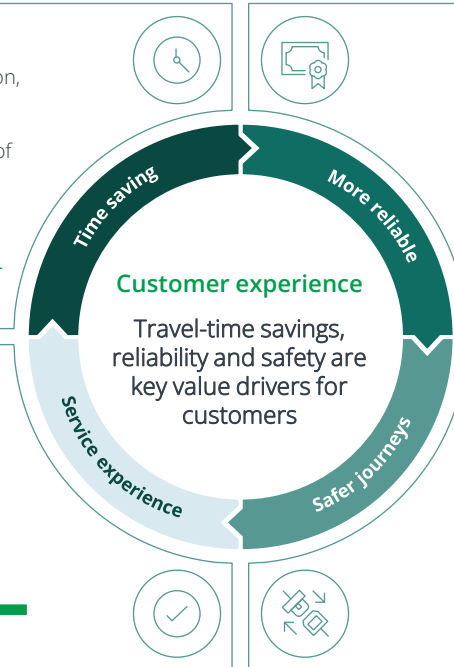 on,
of
Time saving
More reliable
Customer experience
Travel-time savings,
reliability and safety are
key value drivers for
customers
Service experience
Safer journeys